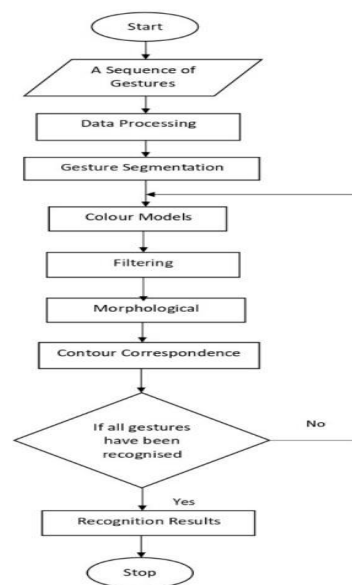 Start
A Sequence of
Gestures
Data Processing
Gesture Segmentation
Colour Models
Filtering
Morphological
Contour Correspondence
If all gestures
have been
recognised
No
Yes
Recognition Results
Stop